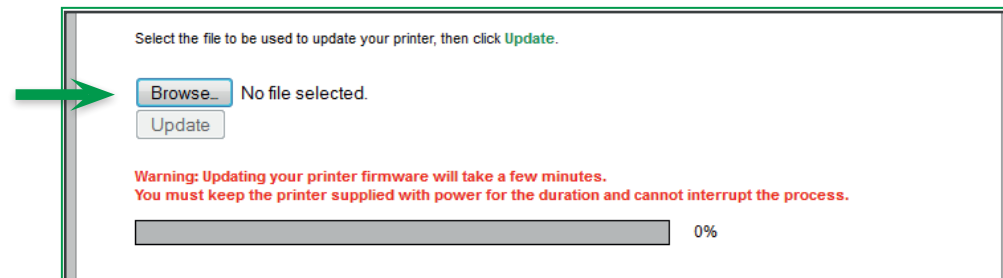 Select the file to be used to update your printer, then click Update.
Browse... No file selected.
Update
Warning: Updating your printer firmware will take a few minutes.
You must keep the printer supplied with power for the duration and cannot interrupt the process.
0%